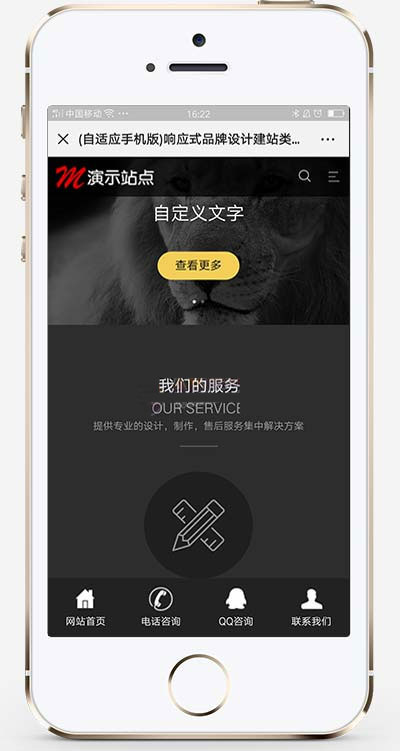 中国移动
16:22
(自适应手机版)响应式品牌设计建站类...
M演示站点
自定义文字
查看更多
我们的服务
OUR SERVICE
提供专业的设计，制作，售后服务集中解决方案
网站首页 电话咨询 QQ咨询 联系我们